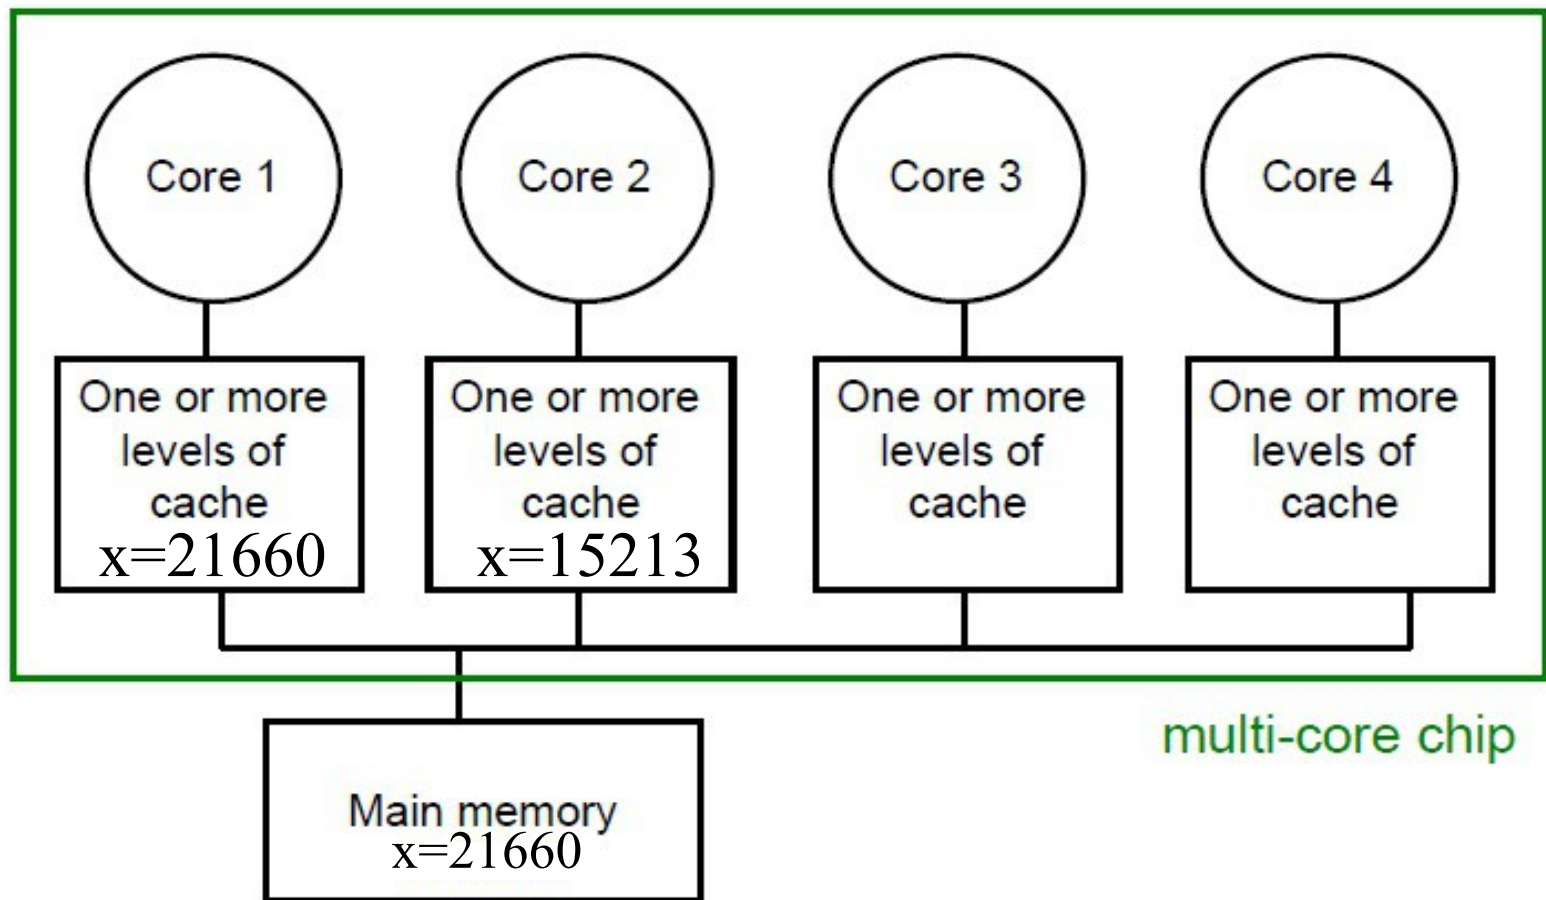 Core 1
Core 2
Core 3
Core 4
One or more
levels of
cache
x=21660
One or more
levels of
cache
x=15213
One or more
levels of
cache
One or more
levels of
cache
multi-core chip
Main memory
x=21660